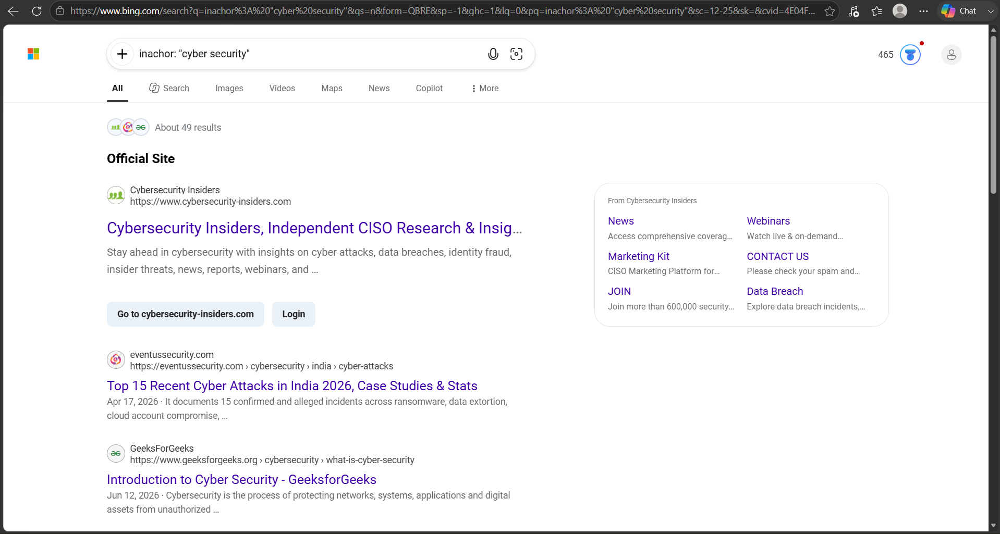 https://www.bing.com/search?q=inachor%3A%20"cyber%20security"&qs=n&form=QBRE&sp=-1&ghc=1&lq=0&pq=inachor%3A%20"cyber%20security"&sc=12-25&sk=&cvid=4E04F...
Chat
inachor: "cyber security"
465
All
Search
Images
Videos
Maps
News
Copilot
More
About 49 results
Official Site
Cybersecurity Insiders
https://www.cybersecurity-insiders.com
Cybersecurity Insiders, Independent CISO Research & Insig...
Stay ahead in cybersecurity with insights on cyber attacks, data breaches, identity fraud,
insider threats, news, reports, webinars, and ...
Go to cybersecurity-insiders.com
Login
From Cybersecurity Insiders
News
Access comprehensive coverag...
Webinars
Watch live & on-demand...
Marketing Kit
CISO Marketing Platform for...
CONTACT US
Please check your spam and...
JOIN
Join more than 600,000 security...
Data Breach
Explore data breach incidents,...
eventussecurity.com
https://eventussecurity.com › cybersecurity › india › cyber-attacks
Top 15 Recent Cyber Attacks in India 2026, Case Studies & Stats
Apr 17, 2026 · It documents 15 confirmed and alleged incidents across ransomware, data extortion,
cloud account compromise, ...
GeeksForGeeks
https://www.geeksforgeeks.org › cybersecurity › what-is-cyber-security
Introduction to Cyber Security - GeeksforGeeks
Jun 12, 2026 · Cybersecurity is the process of protecting networks, systems, applications and digital
assets from unauthorized ...